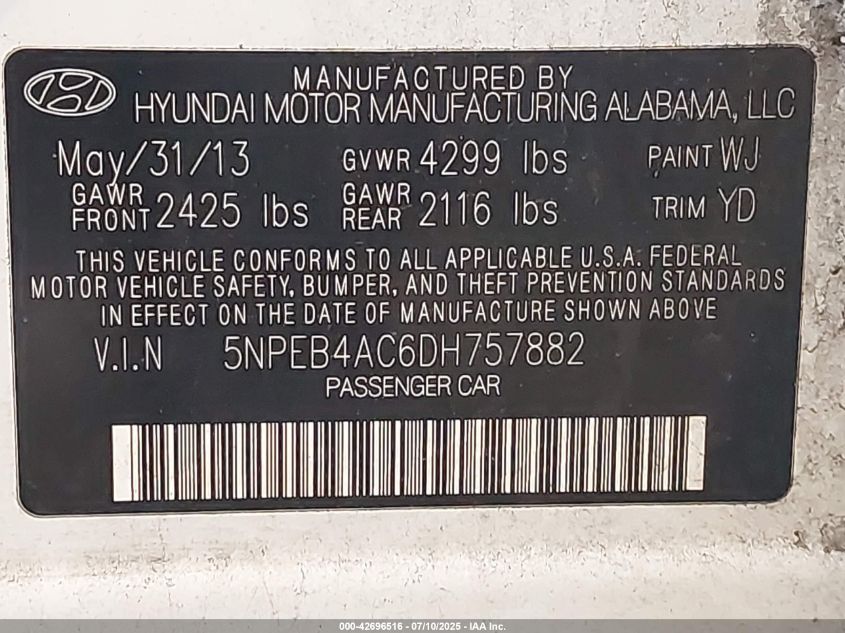 MANUFACTURED BY
HYUNDAI MOTOR MANUFACTURING ALABAMA, LLC
May/31/13 GVWR 4299 lbs PAINT WJ
GAWR FRONT 2425 lbs GAWR REAR 2116 lbs TRIM YD
THIS VEHICLE CONFORMS TO ALL APPLICABLE U.S.A. FEDERAL
MOTOR VEHICLE SAFETY, BUMPER, AND THEFT PREVENTION STANDARDS
IN EFFECT ON THE DATE OF MANUFACTURE SHOWN ABOVE
V.I.N 5NPEB4AC6DH757882
PASSENGER CAR
000-42696516 - 07/10/2025 - IAA Inc.